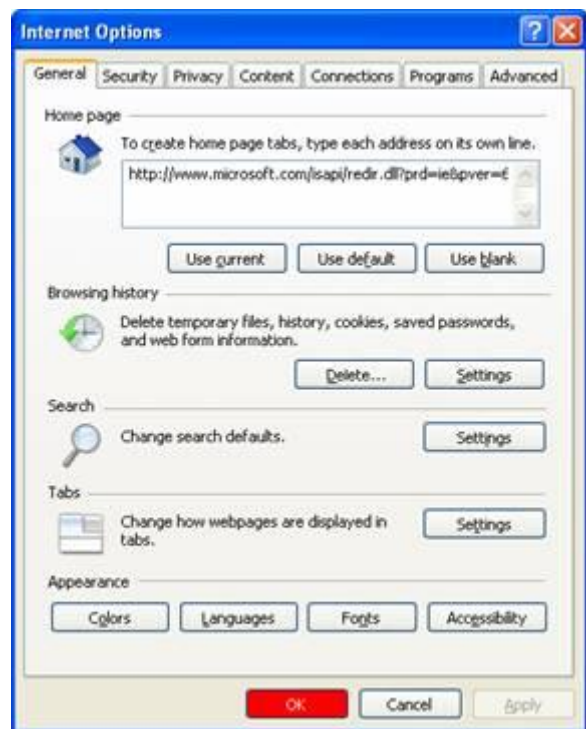 Internet Options
General Security Privacy Content Connections Programs Advanced
Home page
To create home page tabs, type each address on its own line.
http://www.microsoft.com/isapi/redir.dll?prd=ie&pver=6
Use current Use default Use blank
Browsing history
Delete temporary files, history, cookies, saved passwords,
and web form information.
Delete... Settings
Search
Change search defaults.
Settings
Tabs
Change how webpages are displayed in
tabs.
Settings
Appearance
Colors Languages Fonts Accessibility
OK Cancel Apply